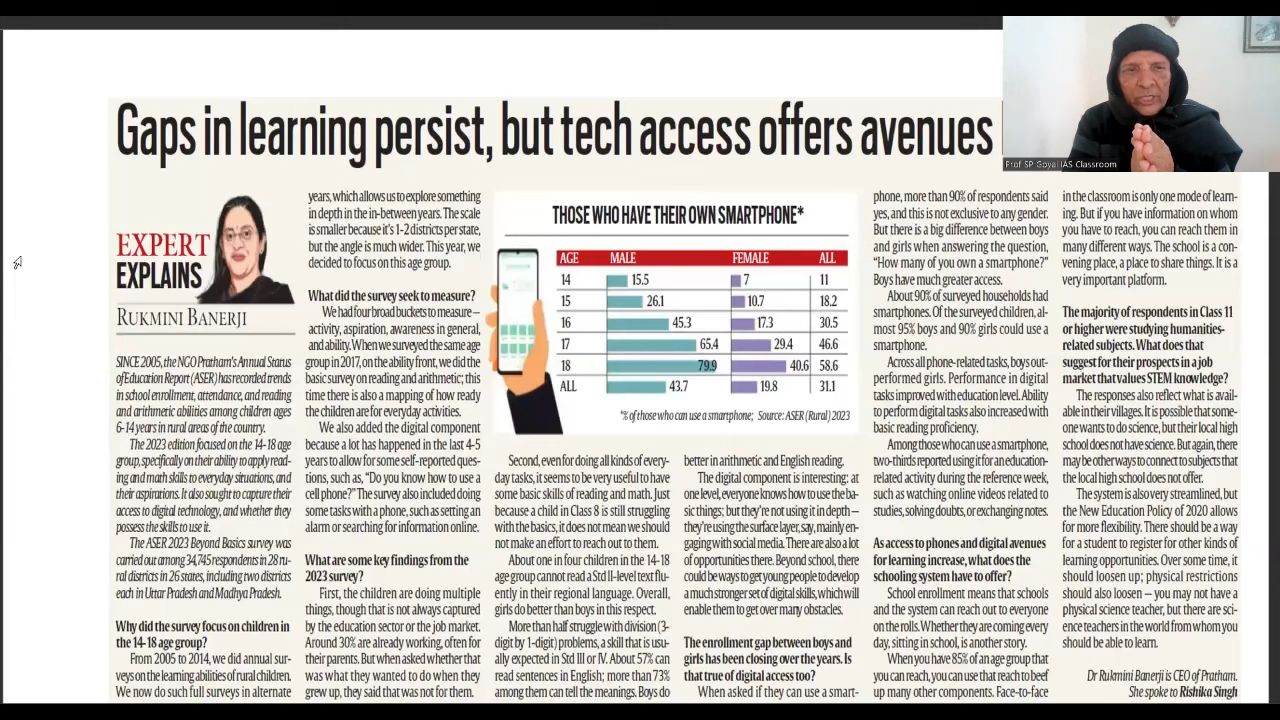 Gaps in learning persist, but tech access offers avenues
Prof SP Goyal IAS Classroom
EXPERT
EXPLAINS
RUKMINI BANERJI
SINCE 2005, the NGO Pratham's Annual Status
of Education Report (ASER) has recorded trends
in school enrollment, attendance, and reading
and arithmetic abilities among children ages
6-14 years in rural areas of the country.
The 2023 edition focused on the 14-18 age
group, specifically on their ability to apply read-
ing and math skills to everyday situations, and
their aspirations. It also sought to capture their
access to digital technology, and whether they
possess the skills to use it.
The ASER 2023 Beyond Basics survey was
carried out among 34,745 respondents in 28 ru-
ral districts in 26 states, including two districts
each in Uttar Pradesh and Madhya Pradesh.
Why did the survey focus on children in
the 14-18 age group?
From 2005 to 2014, we did annual sur-
veys on the learning abilities of rural children.
We now do such full surveys in alternate
years, which allows us to explore something
in depth in the in-between years. The scale
is smaller because it's 1-2 districts per state,
but the angle is much wider. This year, we
decided to focus on this age group.
What did the survey seek to measure?
We had four broad buckets to measure —
activity, aspiration, awareness in general,
and ability. When we surveyed the same age
group in 2017, on the ability front, we did the
basic survey on reading and arithmetic; this
time there is also a mapping of how ready
the children are for everyday activities.
We also added the digital component
because a lot has happened in the last 4-5
years to allow for some self-reported ques-
tions, such as, “Do you know how to use a
cell phone?” The survey also included doing
some tasks with a phone, such as setting an
alarm or searching for information online.
What are some key findings from the
2023 survey?
First, the children are doing multiple
things, though that is not always captured
by the education sector or the job market.
Around 30% are already working, often for
their parents. But when asked whether that
was what they wanted to do when they
grew up, they said that was not for them.
THOSE WHO HAVE THEIR OWN SMARTPHONE*
AGE MALE FEMALE ALL
14 15.5 7 11
15 26.1 10.7 18.2
16 45.3 17.3 30.5
17 65.4 29.4 46.6
18 79.9 40.6 58.6
ALL 43.7 19.8 31.1
*% of those who can use a smartphone; Source: ASER (Rural) 2023
Second, even for doing all kinds of every-
day tasks, it seems to be very useful to have
some basic skills of reading and math. Just
because a child in Class 8 is still struggling
with the basics, it does not mean we should
not make an effort to reach out to them.
About one in four children in the 14-18
age group cannot read a Std II-level text flu-
ently in their regional language. Overall,
girls do better than boys in this respect.
More than half struggle with division (3-
digit by 1-digit) problems, a skill that is usu-
ally expected in Std III or IV. About 57% can
read sentences in English; more than 73%
among them can tell the meanings. Boys do
better in arithmetic and English reading.
The digital component is interesting: at
one level, everyone knows how to use the ba-
sic things; but they're not using it in depth —
they're using the surface layer, say, mainly en-
gaging with social media. There are also a lot
of opportunities there. Beyond school, there
could be ways to get young people to develop
a much stronger set of digital skills, which will
enable them to get over many obstacles.
The enrollment gap between boys and
girls has been closing over the years. Is
that true of digital access too?
When asked if they can use a smart-
phone, more than 90% of respondents said
yes, and this is not exclusive to any gender.
But there is a big difference between boys
and girls when answering the question,
“How many of you own a smartphone?”
Boys have much greater access.
About 90% of surveyed households had
smartphones. Of the surveyed children, al-
most 95% boys and 90% girls could use a
smartphone.
Across all phone-related tasks, boys out-
performed girls. Performance in digital
tasks improved with education level. Ability
to perform digital tasks also increased with
basic reading proficiency.
Among those who can use a smartphone,
two-thirds reported using it for an education-
related activity during the reference week,
such as watching online videos related to
studies, solving doubts, or exchanging notes.
As access to phones and digital avenues
for learning increase, what does the
schooling system have to offer?
School enrollment means that schools
and the system can reach out to everyone
on the rolls. Whether they are coming every
day, sitting in school, is another story.
When you have 85% of an age group that
you can reach, you can use that reach to beef
up many other components. Face-to-face
in the classroom is only one mode of learn-
ing. But if you have information on whom
you have to reach, you can reach them in
many different ways. The school is a con-
vening place, a place to share things. It is a
very important platform.
The majority of respondents in Class 11
or higher were studying humanities-
related subjects. What does that
suggest for their prospects in a job
market that values STEM knowledge?
The responses also reflect what is avail-
able in their villages. It is possible that some-
one wants to do science, but their local high
school does not have science. But again, there
may be other ways to connect to subjects that
the local high school does not offer.
The system is also very streamlined, but
the New Education Policy of 2020 allows
for more flexibility. There should be a way
for a student to register for other kinds of
learning opportunities. Over some time, it
should loosen up; physical restrictions
should also loosen — you may not have a
physical science teacher, but there are sci-
ence teachers in the world from whom you
should be able to learn.
Dr Rukmini Banerji is CEO of Pratham.
She spoke to Rishika Singh